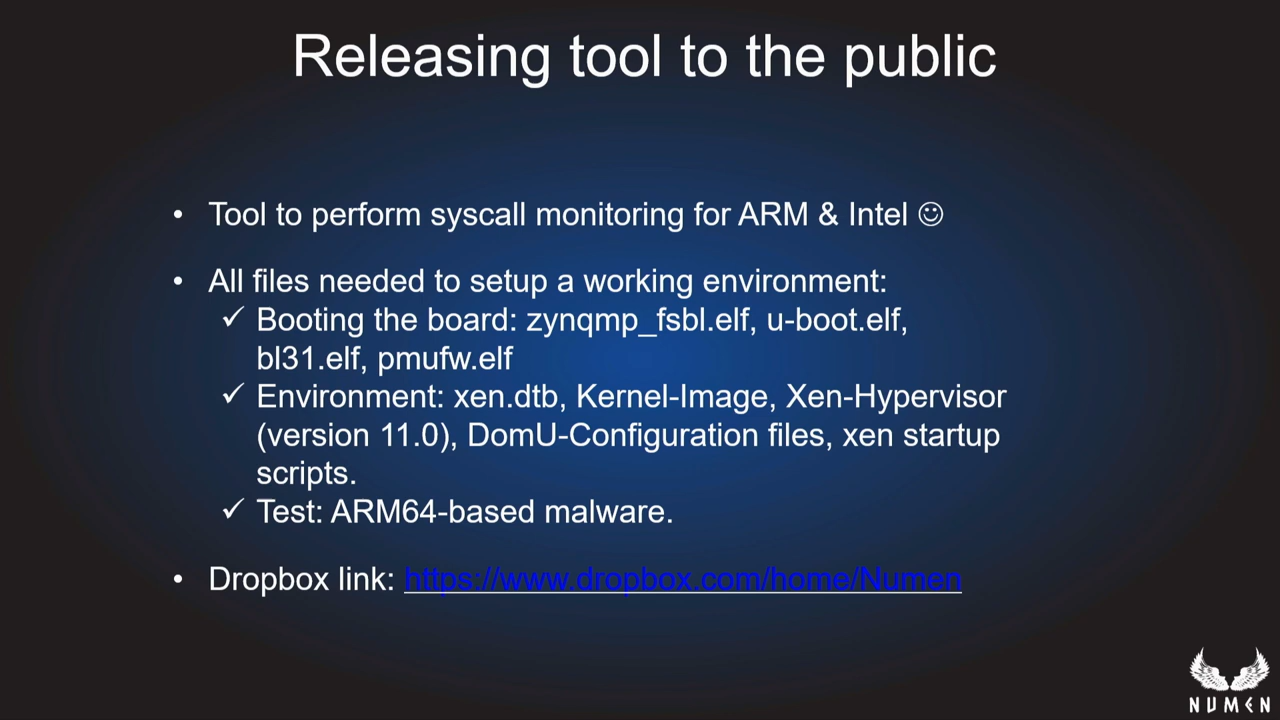 Releasing tool to the public
• Tool to perform syscall monitoring for ARM & Intel ☺
• All files needed to setup a working environment:
✓ Booting the board: zynqmp_fsbl.elf, u-boot.elf,
bl31.elf, pmufw.elf
✓ Environment: xen.dtb, Kernel-Image, Xen-Hypervisor
(version 11.0), DomU-Configuration files, xen startup
scripts.
✓ Test: ARM64-based malware.
• Dropbox link: https://www.dropbox.com/home/Numen
NUMEN